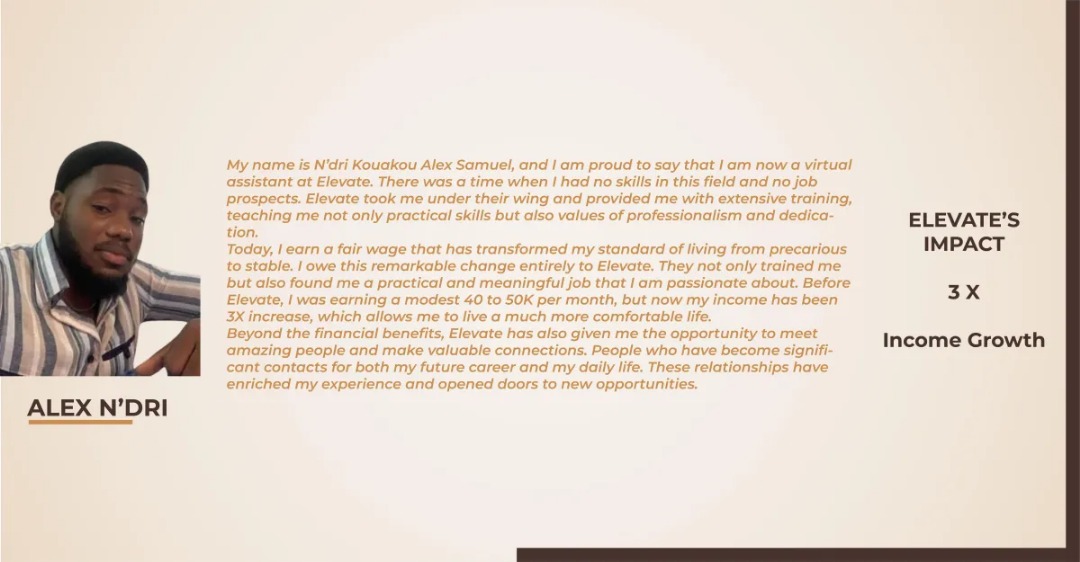 My name is N'dri Kouakou Alex Samuel, and I am proud to say that I am now a virtual
assistant at Elevate. There was a time when I had no skills in this field and no job
prospects. Elevate took me under their wing and provided me with extensive training,
teaching me not only practical skills but also values of professionalism and dedica-
tion.
Today, I earn a fair wage that has transformed my standard of living from precarious
to stable. I owe this remarkable change entirely to Elevate. They not only trained me
but also found me a practical and meaningful job that I am passionate about. Before
Elevate, I was earning a modest 40 to 50K per month, but now my income has been
3X increase, which allows me to live a much more comfortable life.
Beyond the financial benefits, Elevate has also given me the opportunity to meet
amazing people and make valuable connections. People who have become signifi-
cant contacts for both my future career and my daily life. These relationships have
enriched my experience and opened doors to new opportunities.
ALEX N'DRI
ELEVATE'S
IMPACT
3 X
Income Growth